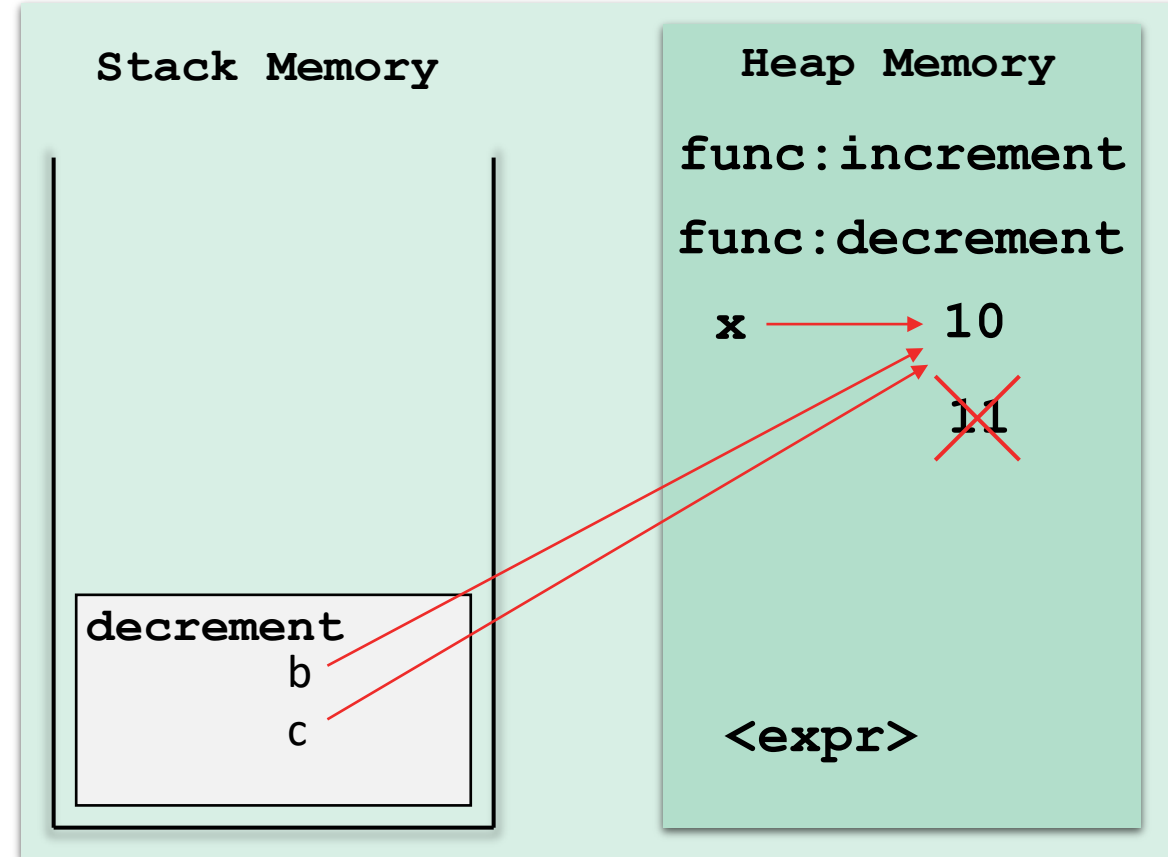 Stack Memory
Heap Memory
func:increment
func:decrement
x
10
11
decrement
b
c
<expr>